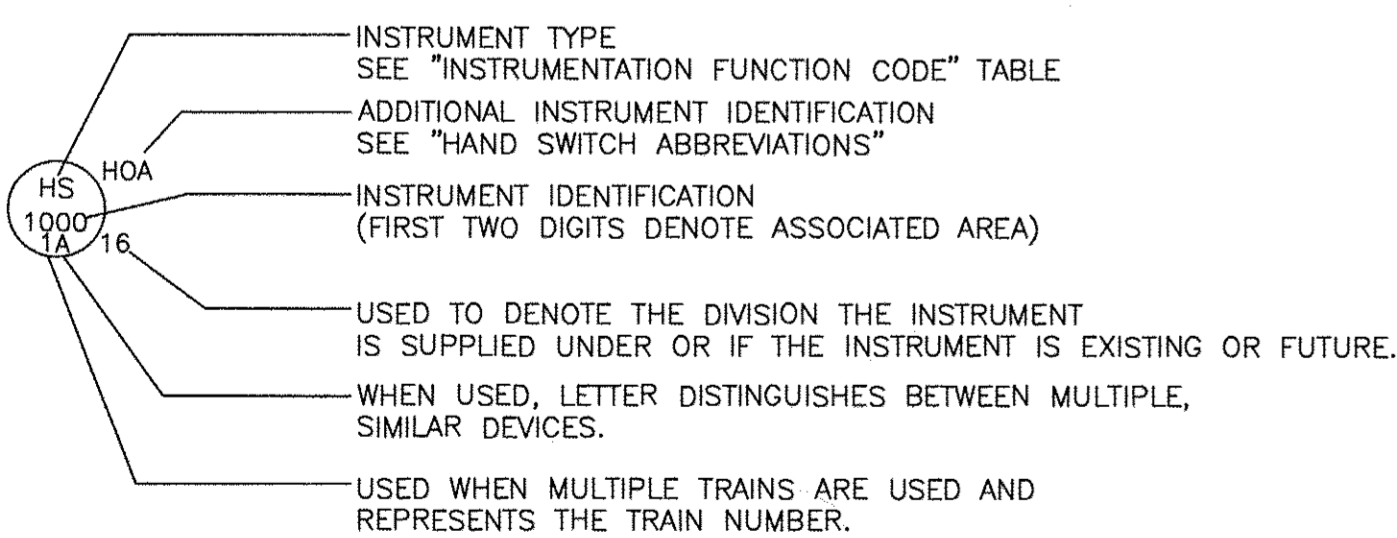 INSTRUMENT TYPE
SEE "INSTRUMENTATION FUNCTION CODE" TABLE
ADDITIONAL INSTRUMENT IDENTIFICATION
SEE "HAND SWITCH ABBREVIATIONS"
HOA
HS
1000
1A
16
INSTRUMENT IDENTIFICATION
(FIRST TWO DIGITS DENOTE ASSOCIATED AREA)
USED TO DENOTE THE DIVISION THE INSTRUMENT
IS SUPPLIED UNDER OR IF THE INSTRUMENT IS EXISTING OR FUTURE.
WHEN USED, LETTER DISTINGUISHES BETWEEN MULTIPLE,
SIMILAR DEVICES.
USED WHEN MULTIPLE TRAINS ARE USED AND
REPRESENTS THE TRAIN NUMBER.